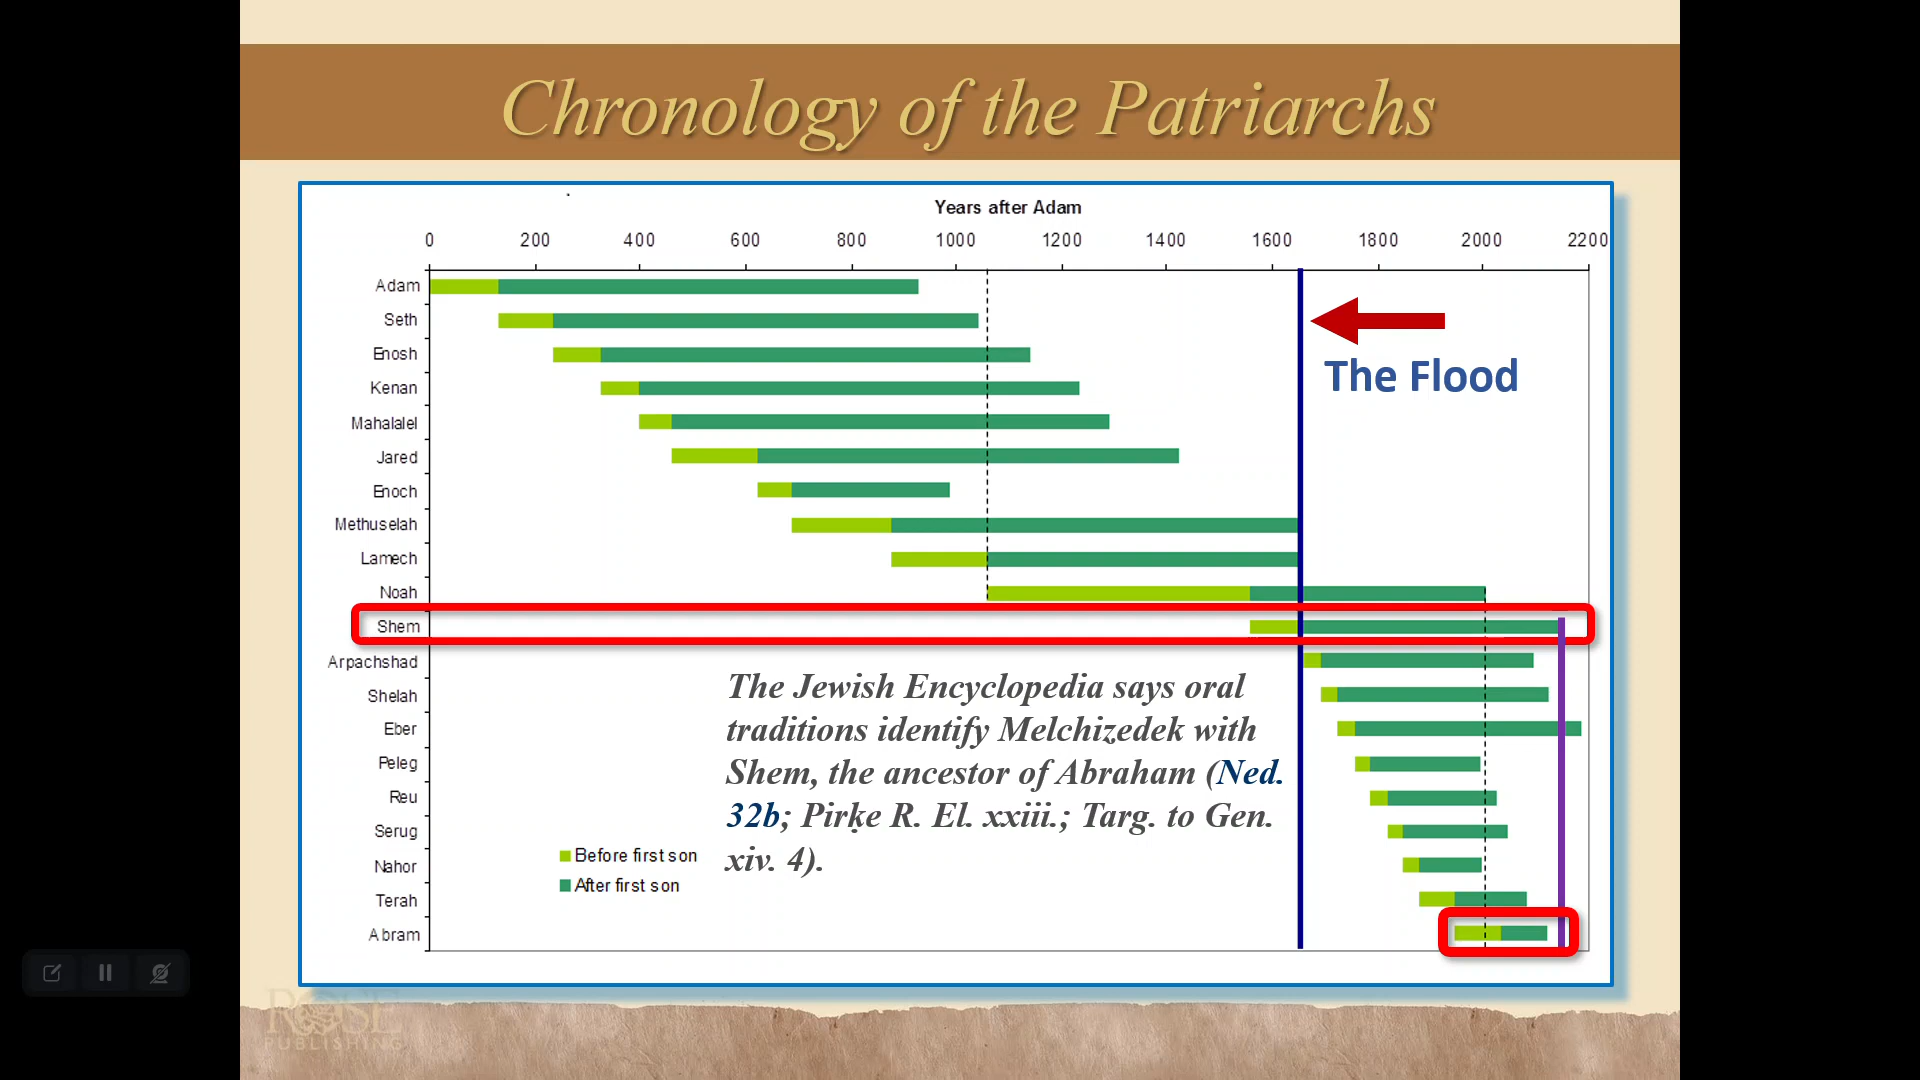 Chronology of the Patriarchs
Years after Adam
0 200 400 600 800 1000 1200 1400 1600 1800 2000 2200
Adam
Seth
The Flood
Enosh
Kenan
Mahalalel
Jared
Enoch
Methuselah
Lamech
Noah
Shem
Arpachshad
Shelah
Eber
Peleg
Reu
Serug
Nahor
Terah
Abram
The Jewish Encyclopedia says oral
traditions identify Melchizedek with
Shem, the ancestor of Abraham (Ned.
32b; Pirḳe R. El. xxiii.; Targ. to Gen.
xiv. 4).
Before first son
After first son
ROSE
PUBLISHING